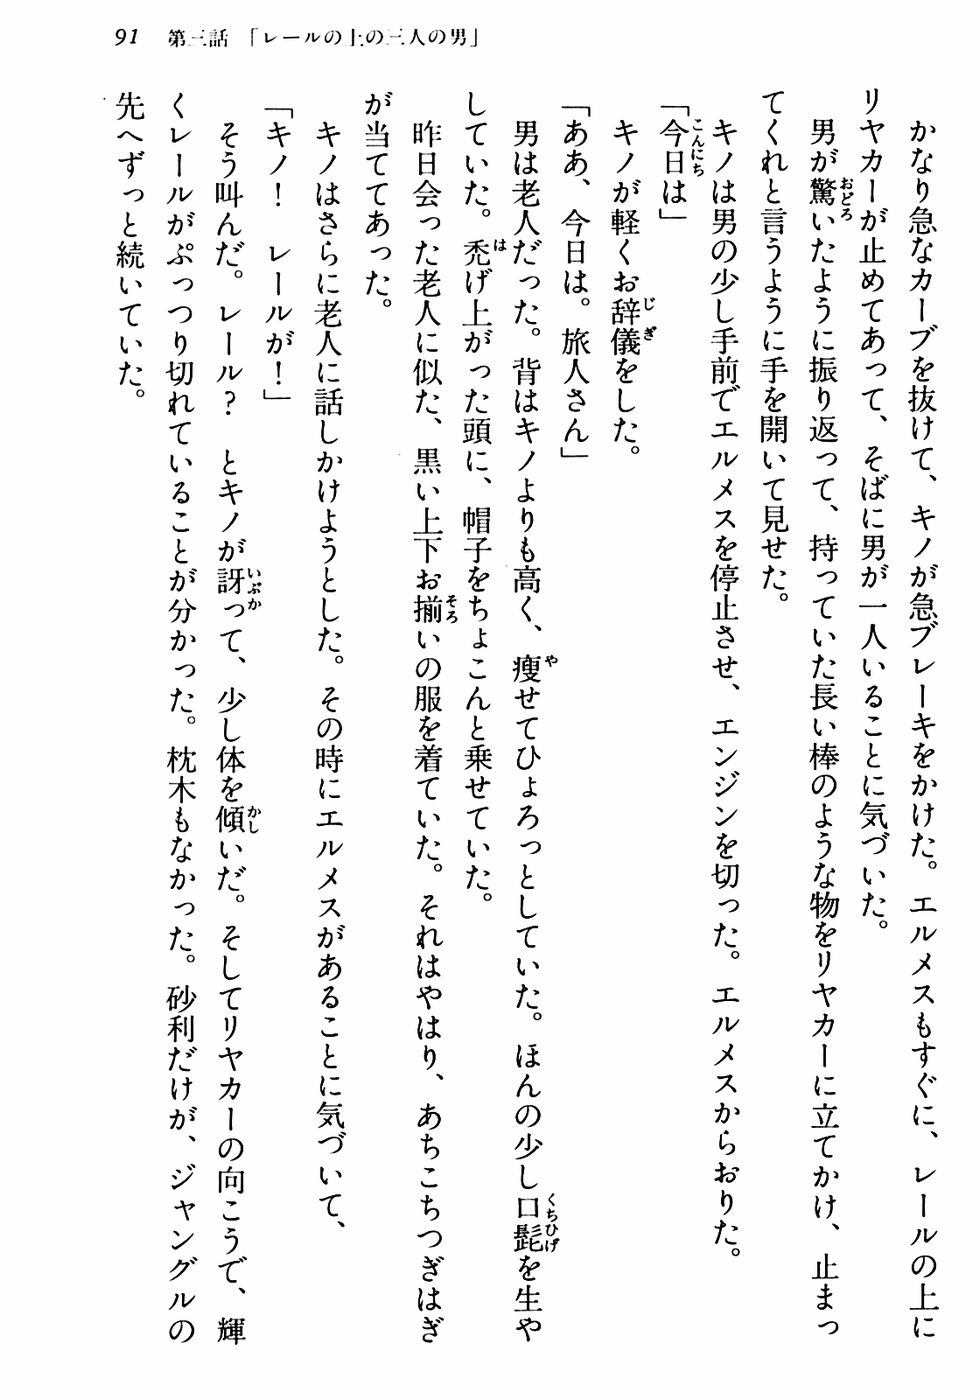 91 第三話 「レールの上の三人の男」
かなり急なカーブを抜けて、キノが急ブレーキをかけた。エルメスもすぐに、レールの上に
リヤカーが止めてあって、そばに男が一人いることに気づいた。
男が驚いたように振り返って、持っていた長い棒のような物をリヤカーに立てかけ、止まっ
てくれと言うように手を開いて見せた。
キノは男の少し手前でエルメスを停止させ、エンジンを切った。エルメスからおりた。
「今日は」
キノが軽くお辞儀をした。
「ああ、今日は。旅人さん」
男は老人だった。背はキノよりも高く、痩せてひょろっとしていた。ほんの少し口髭を生や
していた。禿げ上がった頭に、帽子をちょこんと乗せていた。
昨日会った老人に似た、黒い上下お揃いの服を着ていた。それはやはり、あちこちつぎはぎ
が当ててあった。
キノはさらに老人に話しかけようとした。その時にエルメスがあることに気づいて、
「キノ！　レールが！」
そう叫んだ。レール？　とキノが訝って、少し体を傾いだ。そしてリヤカーの向こうで、輝
くレールがぷっつり切れていることが分かった。枕木もなかった。砂利だけが、ジャングルの
先へずっと続いていた。